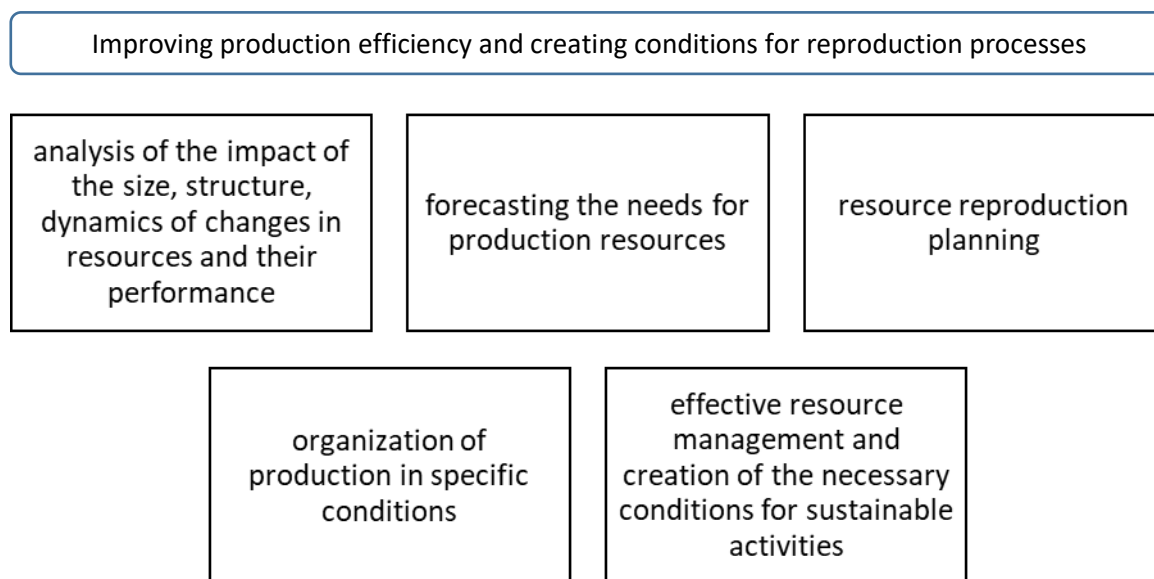 Improving production efficiency and creating conditions for reproduction processes
analysis of the impact of
the size, structure,
dynamics of changes in
resources and their
performance
forecasting the needs for
production resources
resource reproduction
planning
organization of
production in specific
conditions
effective resource
management and
creation of the necessary
conditions for sustainable
activities